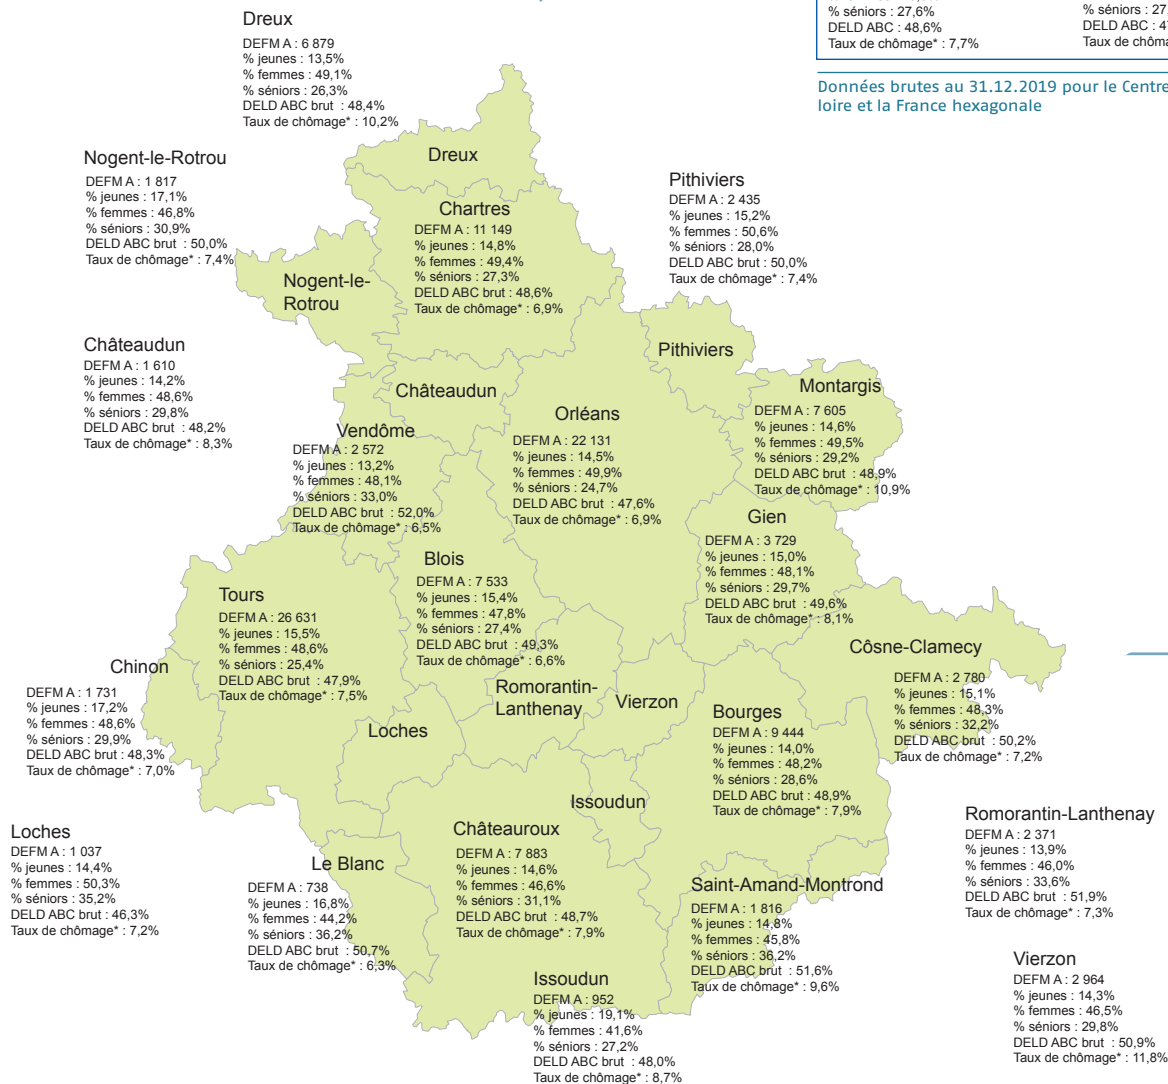 % séniors : 27,6%
DELD ABC : 48,6%
Taux de chômage* : 7,7%
% séniors : 27,
DELD ABC : 4
Taux de chôma
Données brutes au 31.12.2019 pour le Centre
loire et la France hexagonale
Dreux
DEFM A : 6 879
% jeunes : 13,5%
% femmes : 49,1%
% séniors : 26,3%
DELD ABC brut : 48,4%
Taux de chômage* : 10,2%
Dreux
Nogent-le-Rotrou
DEFM A : 1 817
% jeunes : 17,1%
% femmes : 46,8%
% séniors : 30,9%
DELD ABC brut : 50,0%
Taux de chômage* : 7,4%
Nogent-le-
Rotrou
Chartres
DEFM A : 11 149
% jeunes : 14,8%
% femmes : 49,4%
% séniors : 27,3%
DELD ABC brut : 48,6%
Taux de chômage* : 6,9%
Pithiviers
DEFM A : 2 435
% jeunes : 15,2%
% femmes : 50,6%
% séniors : 28,0%
DELD ABC brut : 50,0%
Taux de chômage* : 7,4%
Pithiviers
Châteaudun
DEFM A : 1 610
% jeunes : 14,2%
% femmes : 48,6%
% séniors : 29,8%
DELD ABC brut : 48,2%
Taux de chômage* : 8,3%
Châteaudun
Vendôme
DEFM A : 2 572
% jeunes : 13,2%
% femmes : 48,1%
% séniors : 33,0%
DELD ABC brut : 52,0%
Taux de chômage* : 6,5%
Orléans
DEFM A : 22 131
% jeunes : 14,5%
% femmes : 49,9%
% séniors : 24,7%
DELD ABC brut : 47,6%
Taux de chômage* : 6,9%
Montargis
DEFM A : 7 605
% jeunes : 14,6%
% femmes : 49,5%
% séniors : 29,2%
DELD ABC brut : 48,9%
Taux de chômage* : 10,9%
Gien
DEFM A : 3 729
% jeunes : 15,0%
% femmes : 48,1%
% séniors : 29,7%
DELD ABC brut : 49,6%
Taux de chômage* : 8,1%
Blois
DEFM A : 7 533
% jeunes : 15,4%
% femmes : 47,8%
% séniors : 27,4%
DELD ABC brut : 49,3%
Taux de chômage* : 6,6%
Tours
DEFM A : 26 631
% jeunes : 15,5%
% femmes : 48,6%
% séniors : 25,4%
DELD ABC brut : 47,9%
Taux de chômage* : 7,5%
Chinon
DEFM A : 1 731
% jeunes : 17,2%
% femmes : 48,6%
% séniors : 29,9%
DELD ABC brut : 48,3%
Taux de chômage* : 7,0%
Côsne-Clamecy
DEFM A : 2 780
% jeunes : 15,1%
% femmes : 48,3%
% séniors : 32,2%
DELD ABC brut : 50,2%
Taux de chômage* : 7,2%
Romorantin-
Lanthenay
Vierzon
Loches
Bourges
DEFM A : 9 444
% jeunes : 14,0%
% femmes : 48,2%
% séniors : 28,6%
DELD ABC brut : 48,9%
Taux de chômage* : 7,9%
Issoudun
Loches
DEFM A : 1 037
% jeunes : 14,4%
% femmes : 50,3%
% séniors : 35,2%
DELD ABC brut : 46,3%
Taux de chômage* : 7,2%
Le Blanc
DEFM A : 738
% jeunes : 16,8%
% femmes : 44,2%
% séniors : 36,2%
DELD ABC brut : 50,7%
Taux de chômage* : 6,3%
Châteauroux
DEFM A : 7 883
% jeunes : 14,6%
% femmes : 46,6%
% séniors : 31,1%
DELD ABC brut : 48,7%
Taux de chômage* : 7,9%
Saint-Amand-Montrond
DEFM A : 1 816
% jeunes : 14,8%
% femmes : 45,8%
% séniors : 36,2%
DELD ABC brut : 51,6%
Taux de chômage* : 9,6%
Romorantin-Lanthenay
DEFM A : 2 371
% jeunes : 13,9%
% femmes : 46,0%
% séniors : 33,6%
DELD ABC brut : 51,9%
Taux de chômage* : 7,3%
Issoudun
DEFM A : 952
% jeunes : 19,1%
% femmes : 41,6%
% séniors : 27,2%
DELD ABC brut : 48,0%
Taux de chômage* : 8,7%
Vierzon
DEFM A : 2 964
% jeunes : 14,3%
% femmes : 46,5%
% séniors : 29,8%
DELD ABC brut : 50,9%
Taux de chômage* : 11,8%